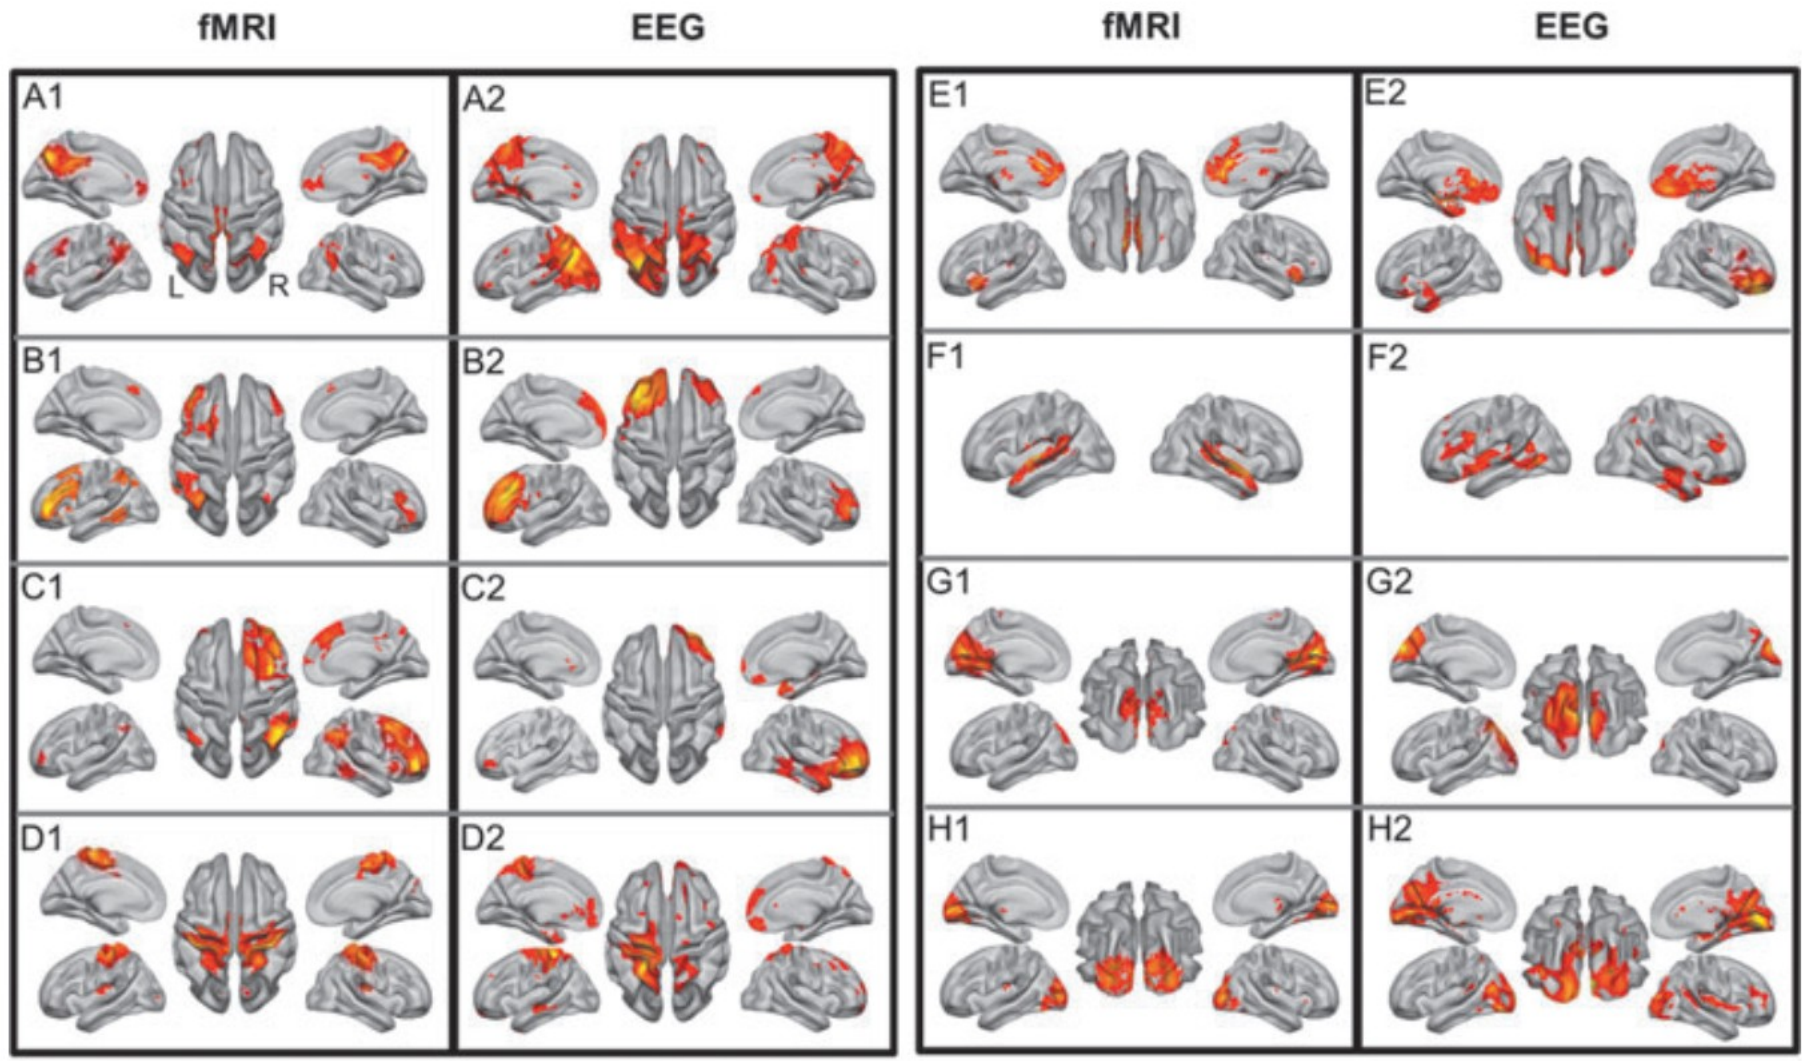 fMRI EEG fMRI EEG
A1 A2 E1 E2
L R
B1 B2 F1 F2
C1 C2 G1 G2
D1 D2 H1 H2